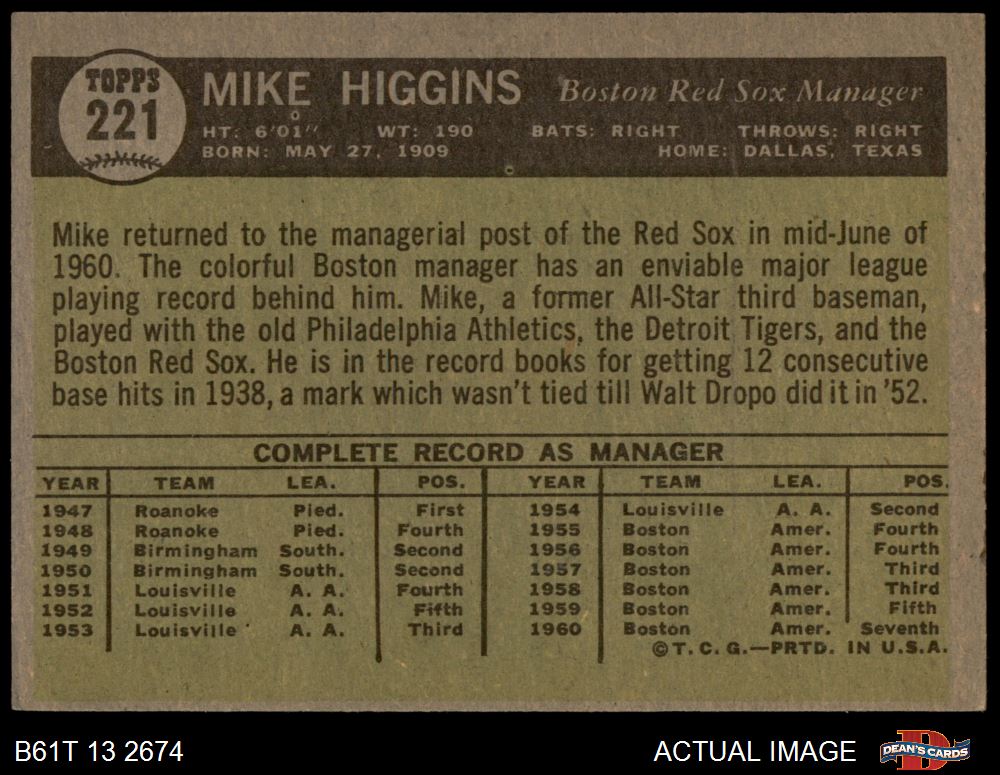 TOPPS
221
MIKE HIGGINS Boston Red Sox Manager
HT: 6'01" WT: 190 BATS: RIGHT THROWS: RIGHT
BORN: MAY 27, 1909 HOME: DALLAS, TEXAS
Mike returned to the managerial post of the Red Sox in mid-June of
1960. The colorful Boston manager has an enviable major league
playing record behind him. Mike, a former All-Star third baseman,
played with the old Philadelphia Athletics, the Detroit Tigers, and the
Boston Red Sox. He is in the record books for getting 12 consecutive
base hits in 1938, a mark which wasn't tied till Walt Dropo did it in '52.
COMPLETE RECORD AS MANAGER
YEAR TEAM LEA. POS. YEAR TEAM LEA. POS.
1947 Roanoke Pied. First 1954 Louisville A. A. Second
1948 Roanoke Pied. Fourth 1955 Boston Amer. Fourth
1949 Birmingham South. Second 1956 Boston Amer. Fourth
1950 Birmingham South. Second 1957 Boston Amer. Third
1951 Louisville A. A. Fourth 1958 Boston Amer. Third
1952 Louisville A. A. Fifth 1959 Boston Amer. Fifth
1953 Louisville A. A. Third 1960 Boston Amer. Seventh
©T. C. G.—PRTD. IN U.S.A.
B61T 13 2674 ACTUAL IMAGE DEAN'S CARDS